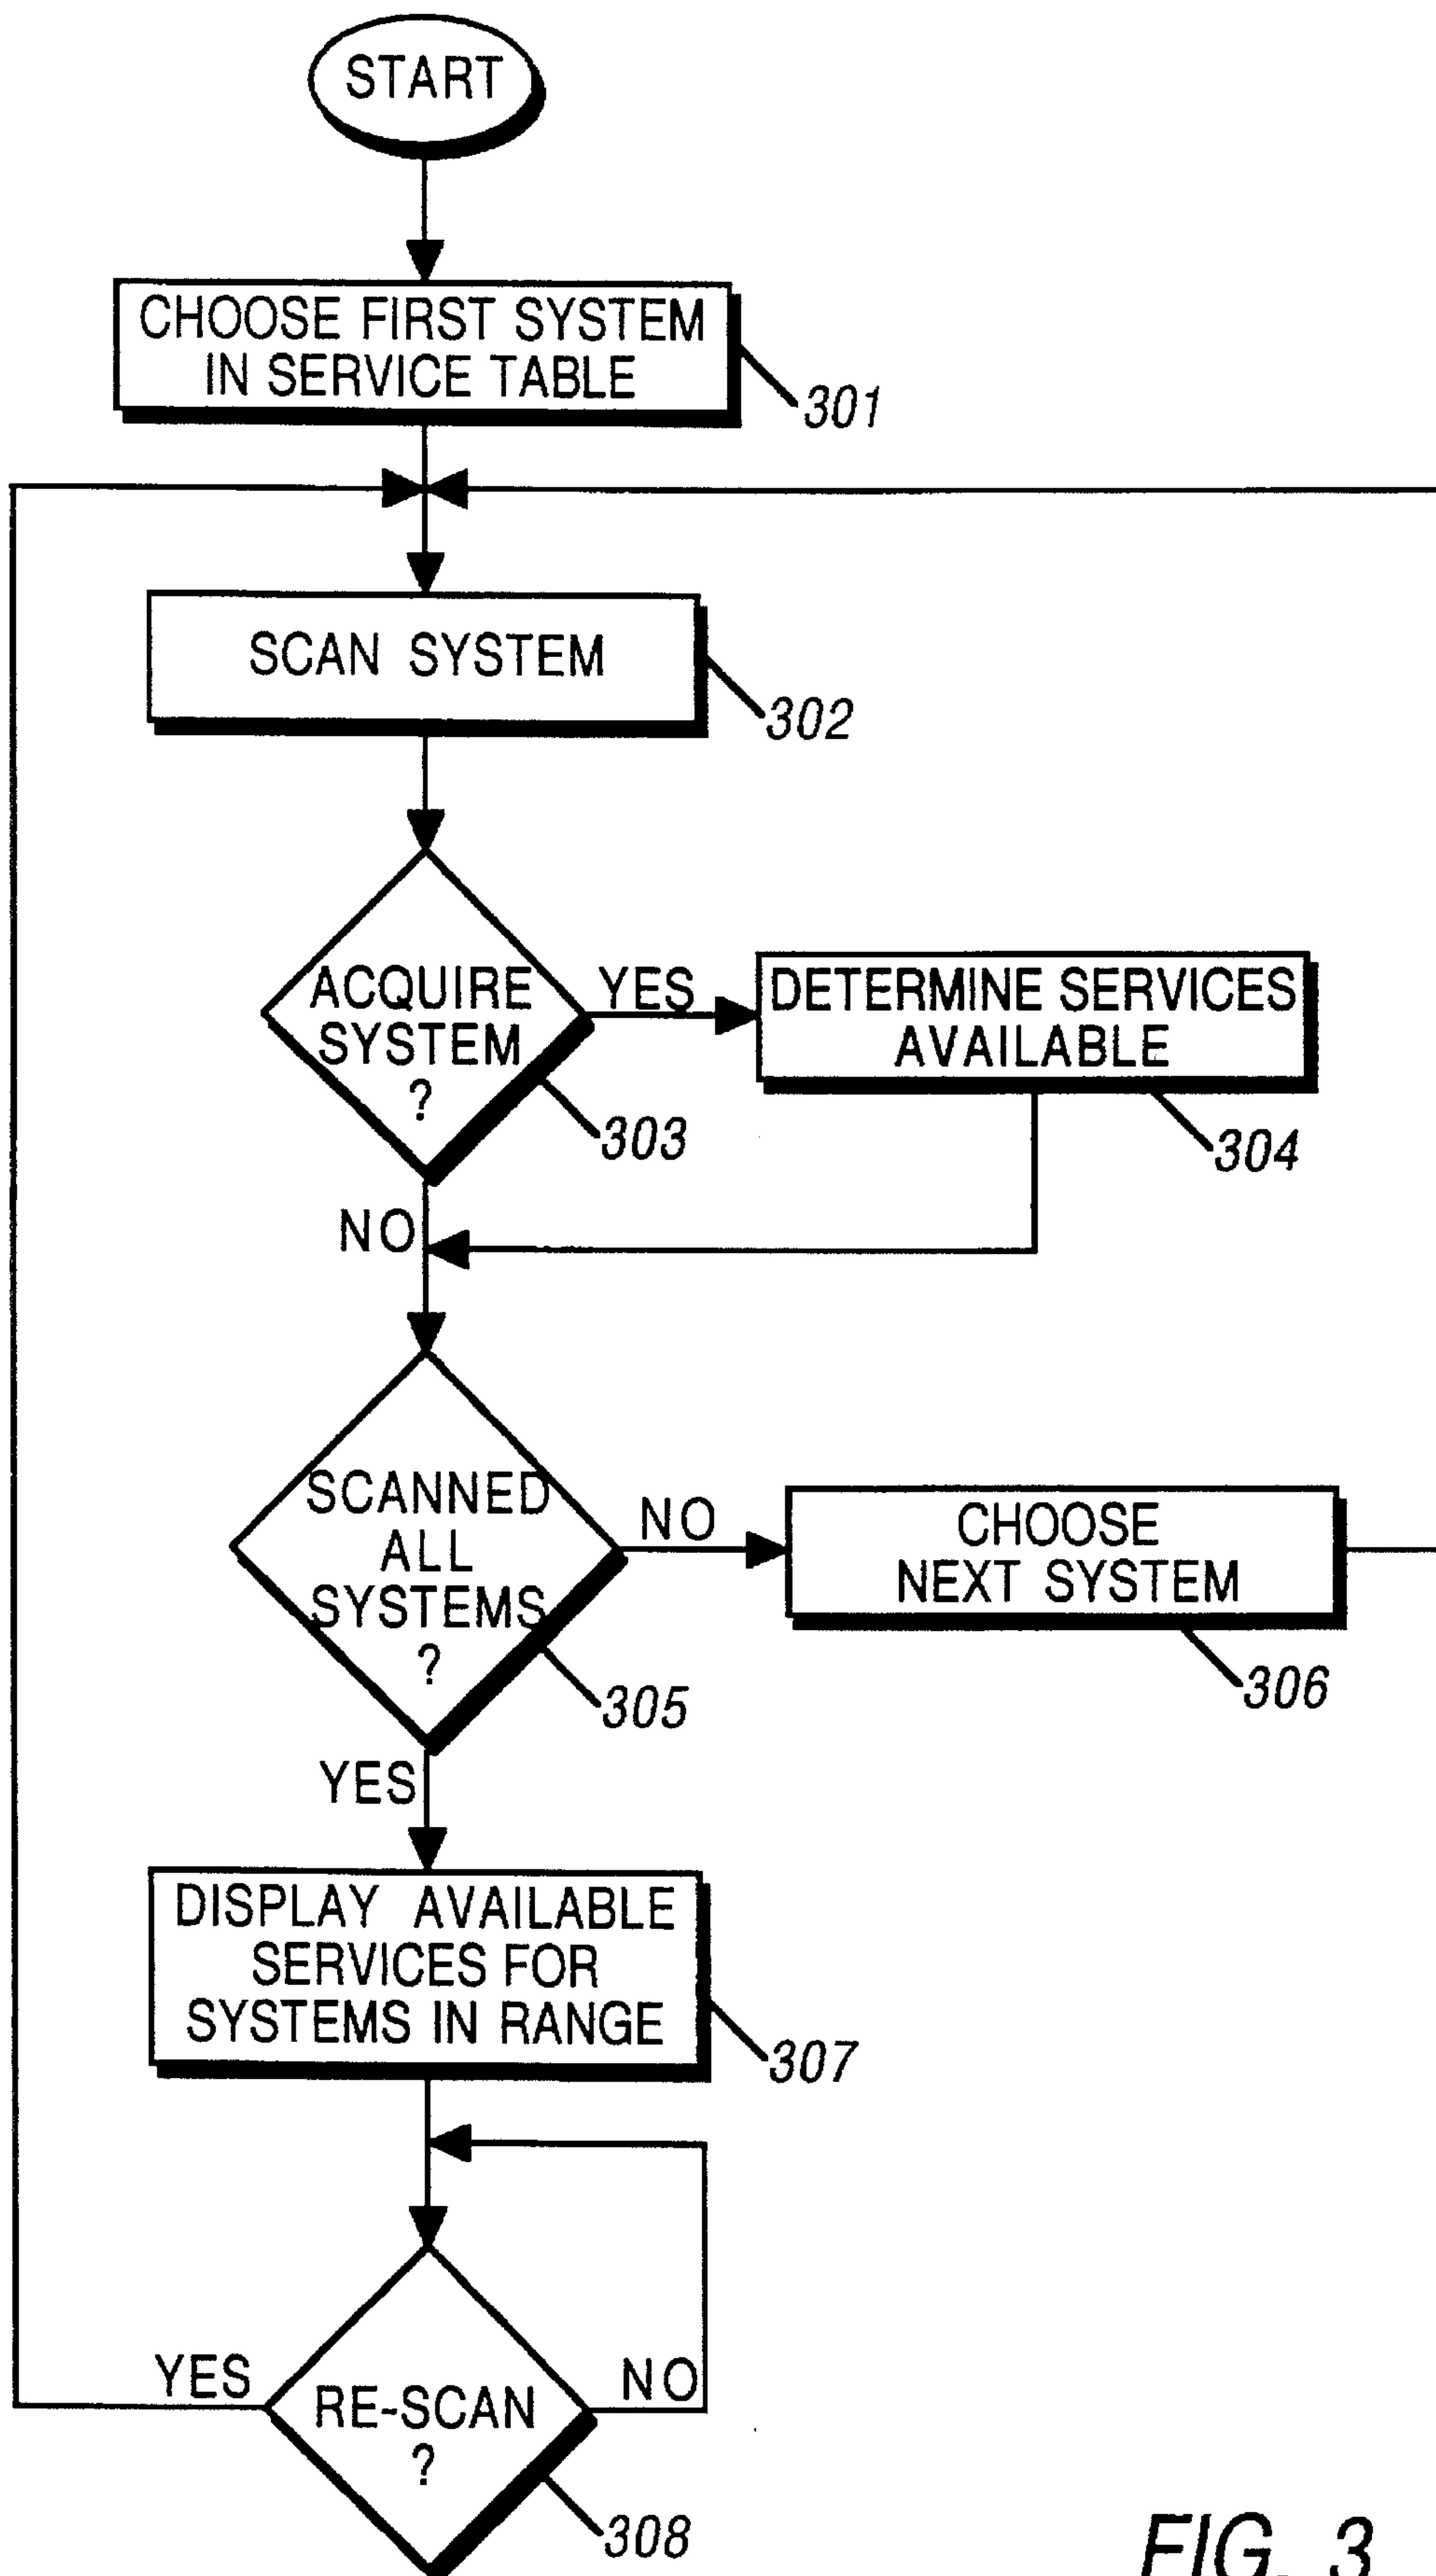 START
CHOOSE FIRST SYSTEM
IN SERVICE TABLE
301
SCAN SYSTEM
302
ACQUIRE
SYSTEM
?
303
YES
DETERMINE SERVICES
AVAILABLE
304
NO
SCANNED
ALL
SYSTEMS
?
305
NO
CHOOSE
NEXT SYSTEM
306
YES
DISPLAY AVAILABLE
SERVICES FOR
SYSTEMS IN RANGE
307
YES
RE-SCAN
?
NO
308
FIG. 3